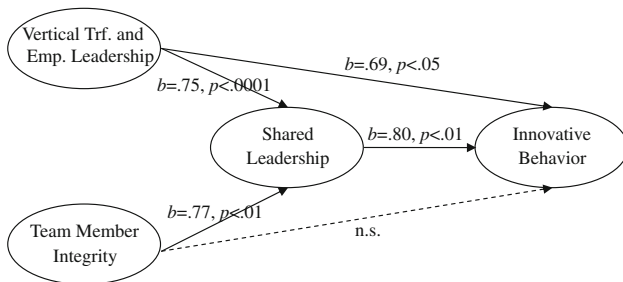 Vertical Trf. and
Emp. Leadership
b=.69, p<.05
b=.75, p<.0001
Shared
Leadership
b=.80, p<.01
Innovative
Behavior
b=.77, p<.01
Team Member
Integrity
n.s.